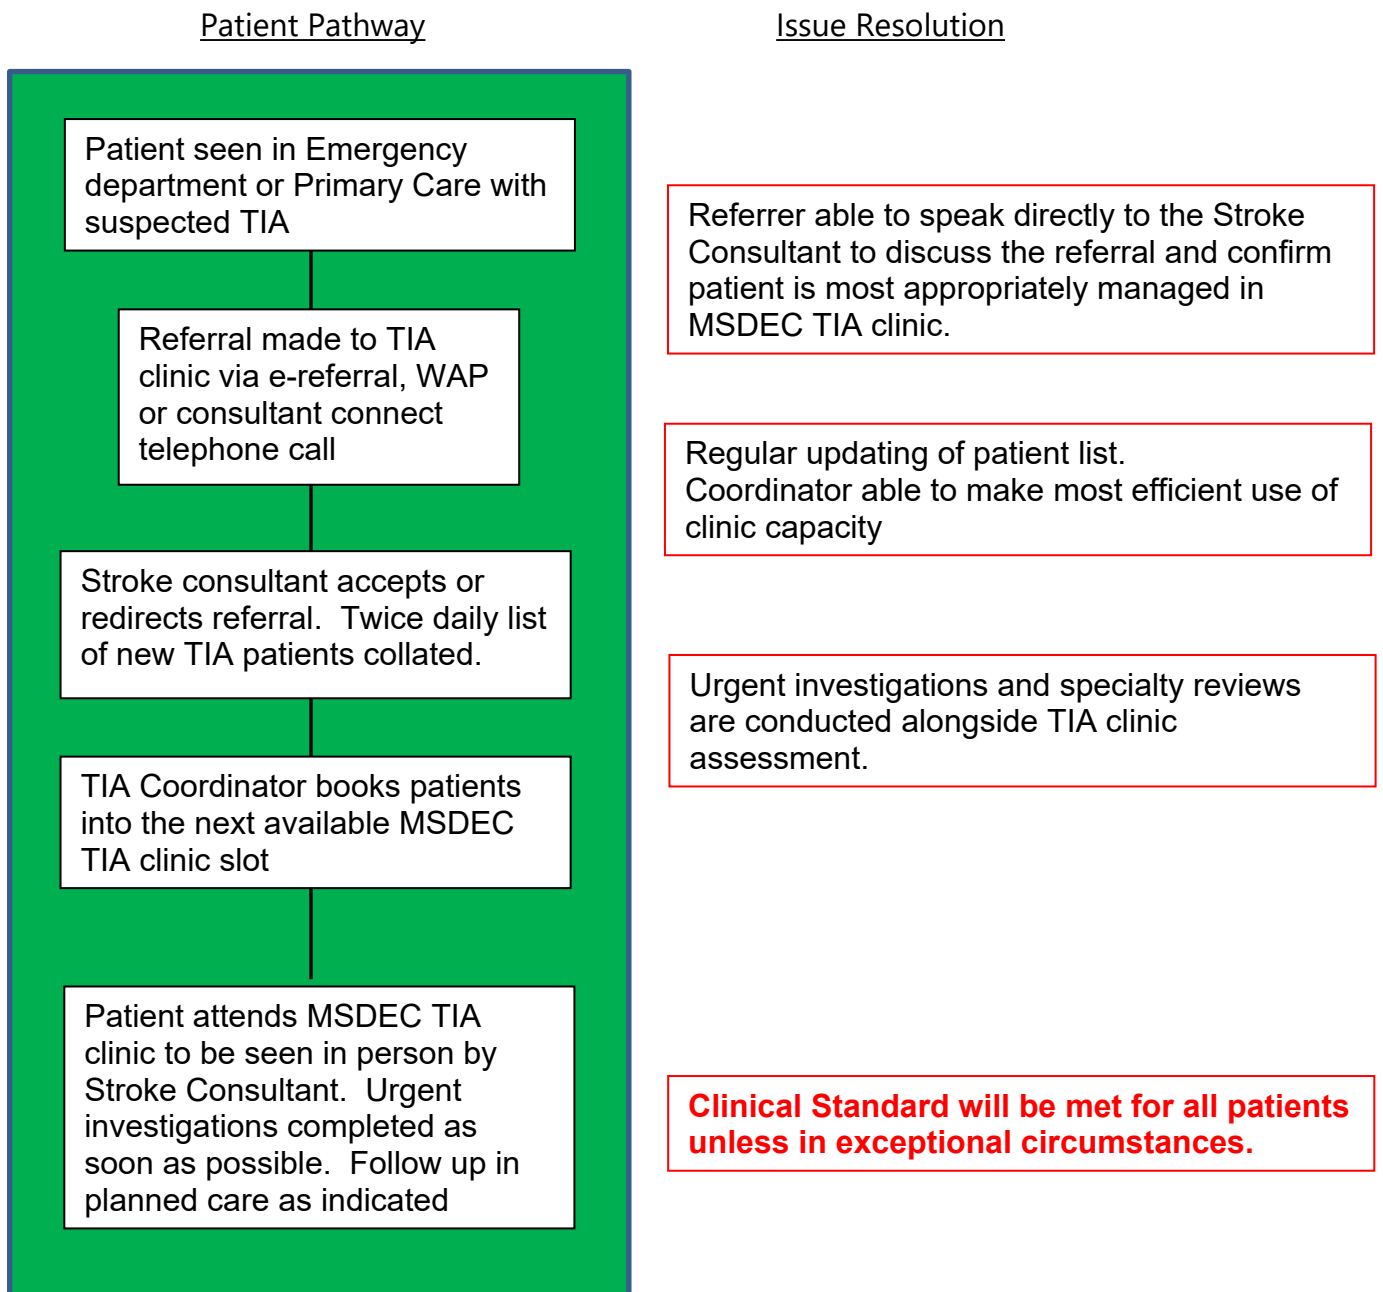 Patient Pathway
Issue Resolution
Patient seen in Emergency
department or Primary Care with
suspected TIA
Referral made to TIA
clinic via e-referral, WAP
or consultant connect
telephone call
Stroke consultant accepts or
redirects referral.  Twice daily list
of new TIA patients collated.
TIA Coordinator books patients
into the next available MSDEC
TIA clinic slot
Patient attends MSDEC TIA
clinic to be seen in person by
Stroke Consultant.  Urgent
investigations completed as
soon as possible.  Follow up in
planned care as indicated
Referrer able to speak directly to the Stroke
Consultant to discuss the referral and confirm
patient is most appropriately managed in
MSDEC TIA clinic.
Regular updating of patient list.
Coordinator able to make most efficient use of
clinic capacity
Urgent investigations and specialty reviews
are conducted alongside TIA clinic
assessment.
Clinical Standard will be met for all patients
unless in exceptional circumstances.